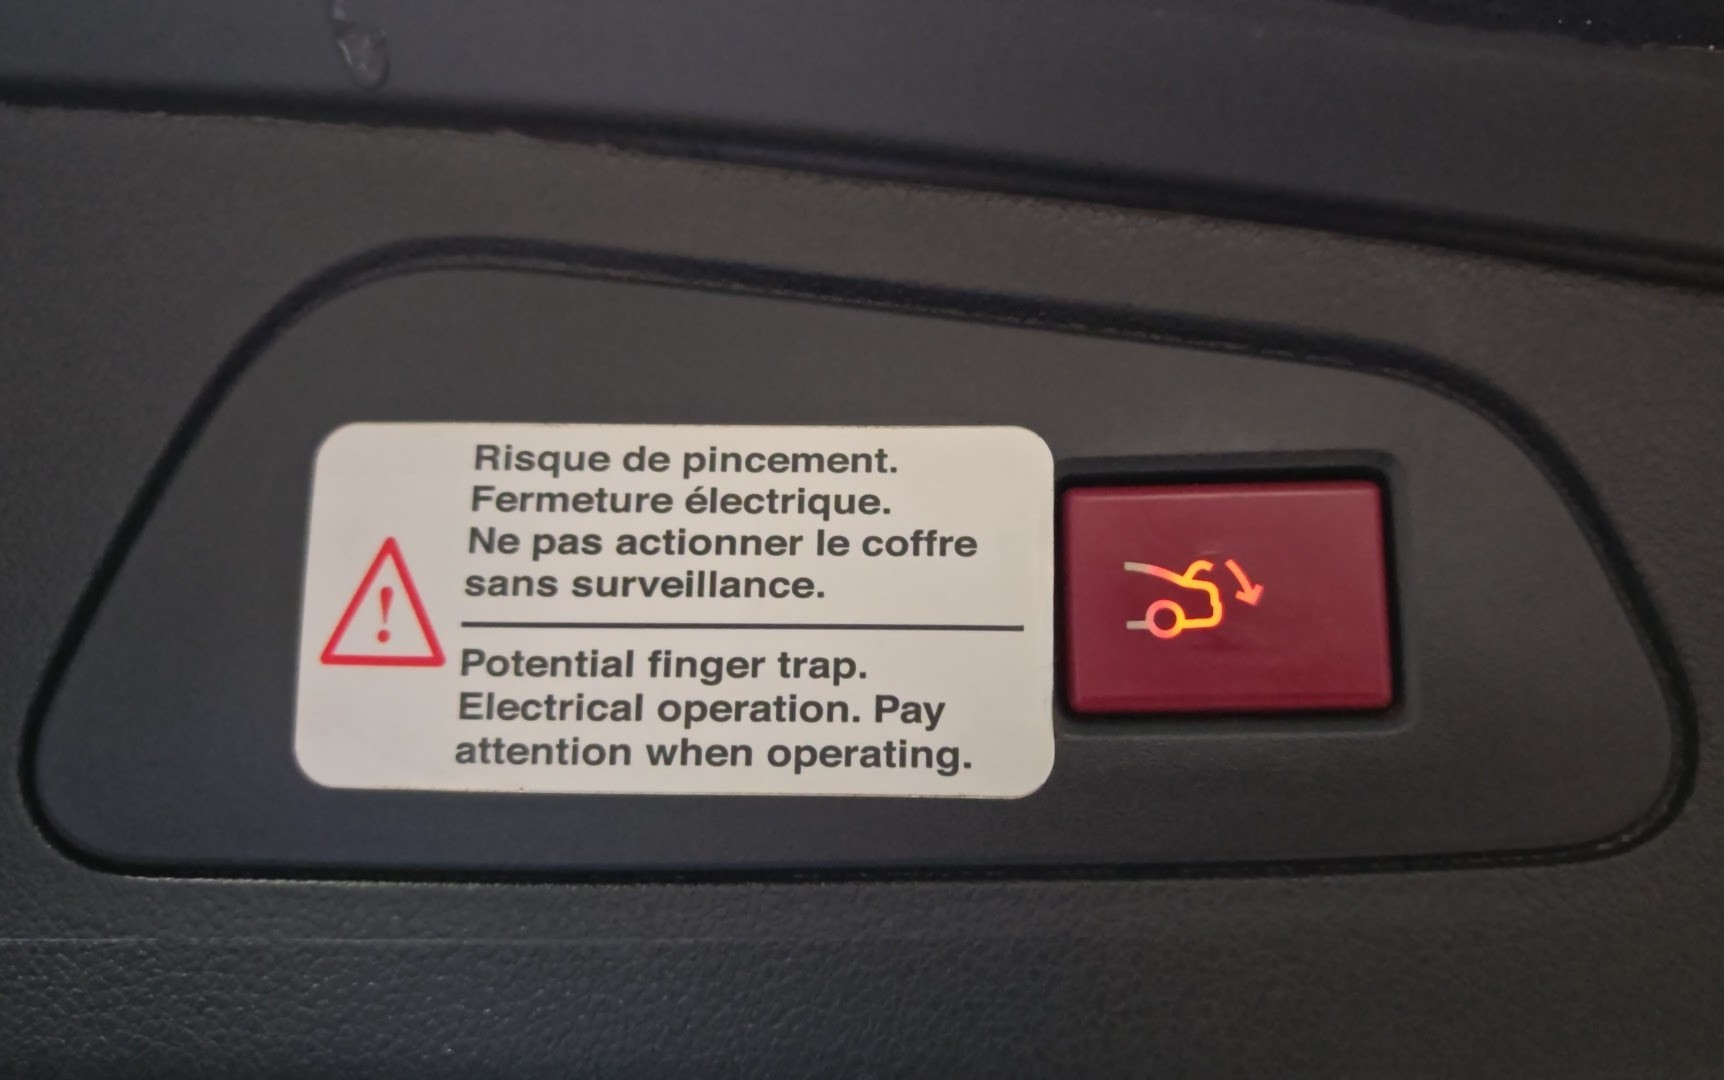 Risque de pincement.
Fermeture électrique.
Ne pas actionner le coffre
sans surveillance.
!
Potential finger trap.
Electrical operation. Pay
attention when operating.